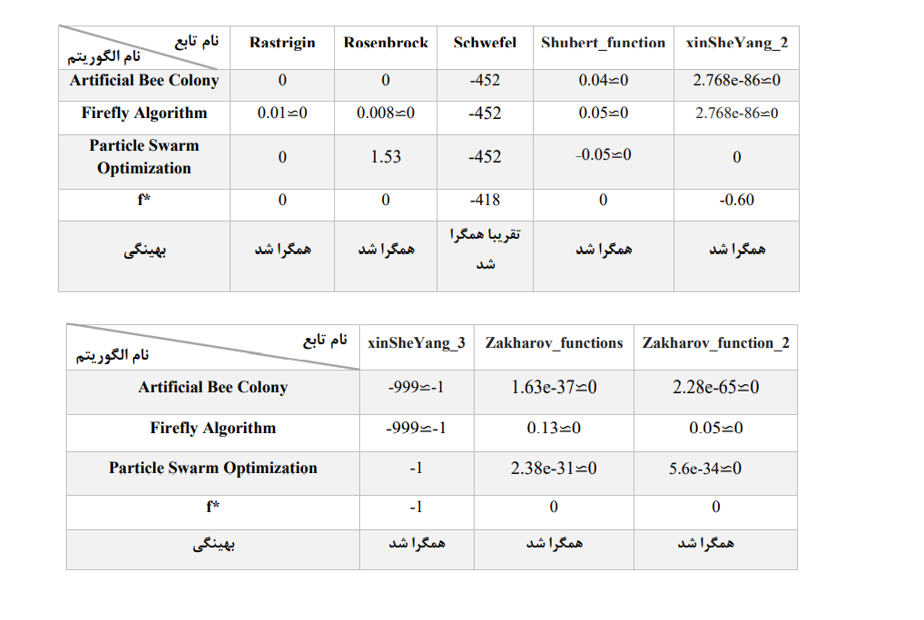 نام تابع
نام الگوریتم
Rastrigin Rosenbrock Schwefel Shubert_function xinSheYang_2
Artificial Bee Colony 0 0 -452 0.04≃0 2.768e-86≃0
Firefly Algorithm 0.01≃0 0.008≃0 -452 0.05≃0 2.768e-86≃0
Particle Swarm
Optimization 0 1.53 -452 -0.05≃0 0
f* 0 0 -418 0 -0.60
بهینگی همگرا شد همگرا شد تقریبا همگرا
شد همگرا شد همگرا شد
نام تابع
نام الگوریتم
xinSheYang_3 Zakharov_functions Zakharov_function_2
Artificial Bee Colony -999≃-1 1.63e-37≃0 2.28e-65≃0
Firefly Algorithm -999≃-1 0.13≃0 0.05≃0
Particle Swarm Optimization -1 2.38e-31≃0 5.6e-34≃0
f* -1 0 0
بهینگی همگرا شد همگرا شد همگرا شد